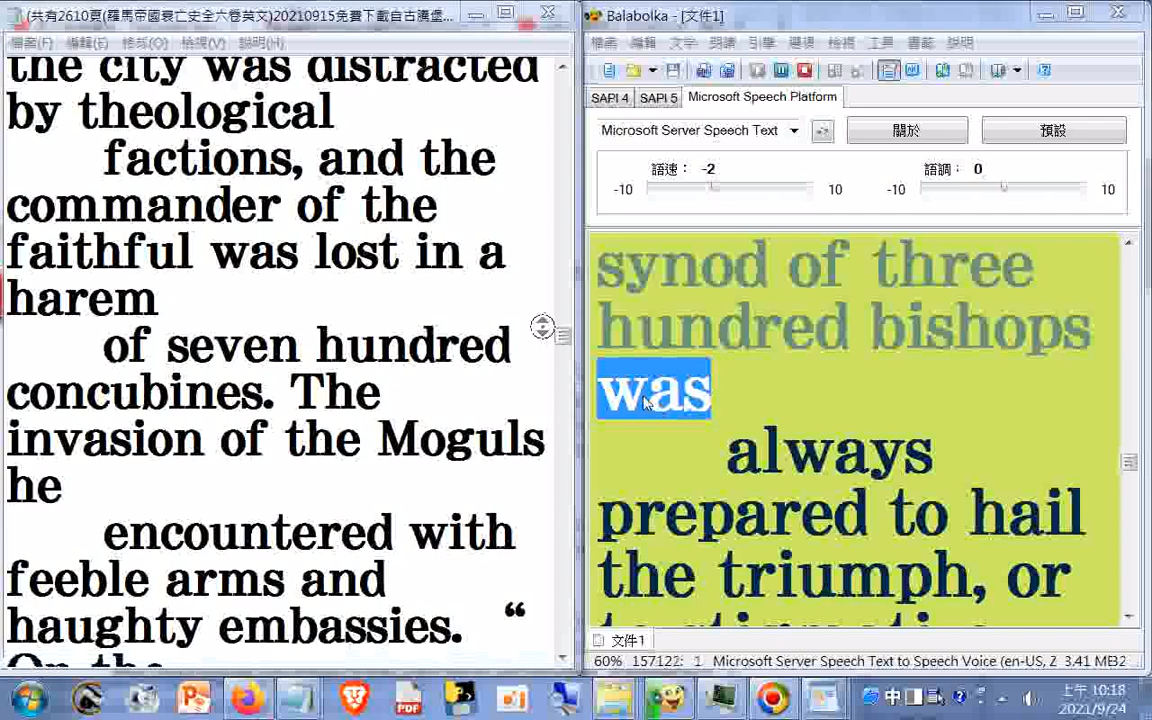 (共有2610頁(羅馬帝國衰亡史全六卷英文)20210915免費下載自古騰堡...
檔案(F) 編輯(E) 格式(O) 檢視(V) 說明(H)
the city was distracted
by theological
factions, and the
commander of the
faithful was lost in a
harem
of seven hundred
concubines. The
invasion of the Moguls
he
encountered with
feeble arms and
haughty embassies. “
On the
Balabolka - [文件1]
檔案 編輯 文字 朗讀 引擎 選項 檢視 工具 書籤 說明
SAPI 4 SAPI 5 Microsoft Speech Platform
Microsoft Server Speech Text 關於 預設
語速： -2 語調： 0
-10 10 -10 10
synod of three
hundred bishops
was
always
prepared to hail
the triumph, or
to stigmatize
文件1
60% 157122: 1 Microsoft Server Speech Text to Speech Voice (en-US, Z 3.41 MB2
PDF
中
上午 10:18
2021/9/24